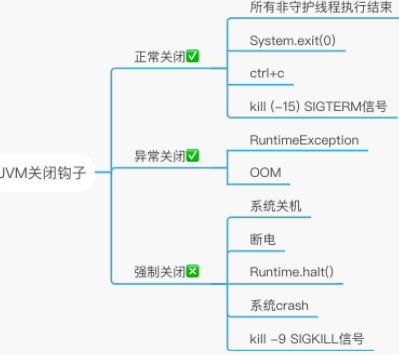 JVM关闭钩子
正常关闭✅
所有非守护线程执行结束
System.exit(0)
ctrl+c
kill (-15) SIGTERM信号
异常关闭✅
RuntimeException
OOM
强制关闭❎
系统关机
断电
Runtime.halt()
系统crash
kill -9 SIGKILL信号